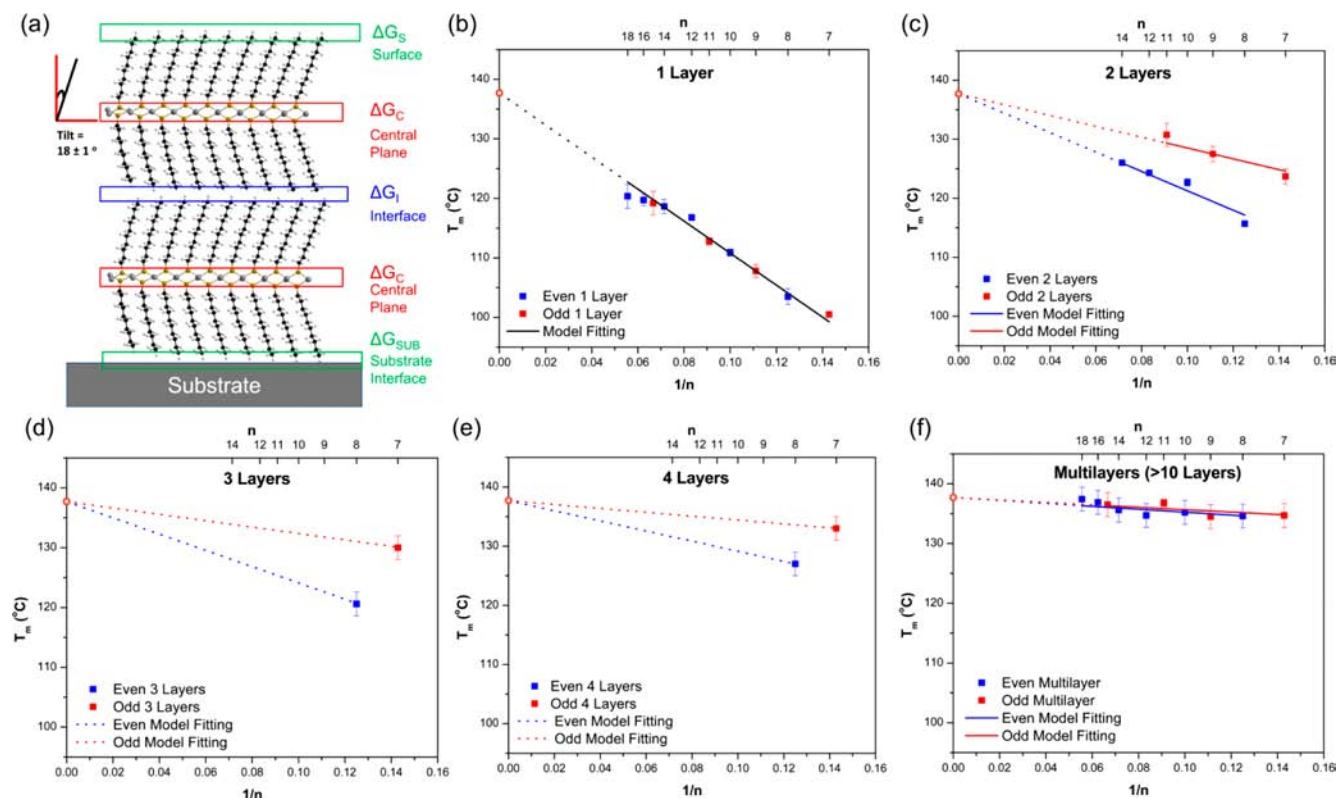 (a)
ΔG_S
Surface
ΔG_C
Central
Plane
Tilt =
18 ± 1 °
ΔG_I
Interface
ΔG_C
Central
Plane
ΔG_SUB
Substrate
Interface
Substrate
(b)
n
18 16 14 12 11 10 9 8 7
1 Layer
T_m (°C)
140
130
120
110
100
Even 1 Layer
Odd 1 Layer
Model Fitting
0.00 0.02 0.04 0.06 0.08 0.10 0.12 0.14 0.16
1/n
(c)
n
14 12 11 10 9 8 7
2 Layers
T_m (°C)
140
130
120
110
100
Even 2 Layers
Odd 2 Layers
Even Model Fitting
Odd Model Fitting
0.00 0.02 0.04 0.06 0.08 0.10 0.12 0.14 0.16
1/n
(d)
n
14 12 11 10 9 8 7
3 Layers
T_m (°C)
140
130
120
110
100
Even 3 Layers
Odd 3 Layers
Even Model Fitting
Odd Model Fitting
0.00 0.02 0.04 0.06 0.08 0.10 0.12 0.14 0.16
1/n
(e)
n
14 12 11 10 9 8 7
4 Layers
T_m (°C)
140
130
120
110
100
Even 4 Layers
Odd 4 Layers
Even Model Fitting
Odd Model Fitting
0.00 0.02 0.04 0.06 0.08 0.10 0.12 0.14 0.16
1/n
(f)
n
18 16 14 12 11 10 9 8 7
Multilayers (>10 Layers)
T_m (°C)
140
130
120
110
100
Even Multilayer
Odd Multilayer
Even Model Fitting
Odd Model Fitting
0.00 0.02 0.04 0.06 0.08 0.10 0.12 0.14 0.16
1/n